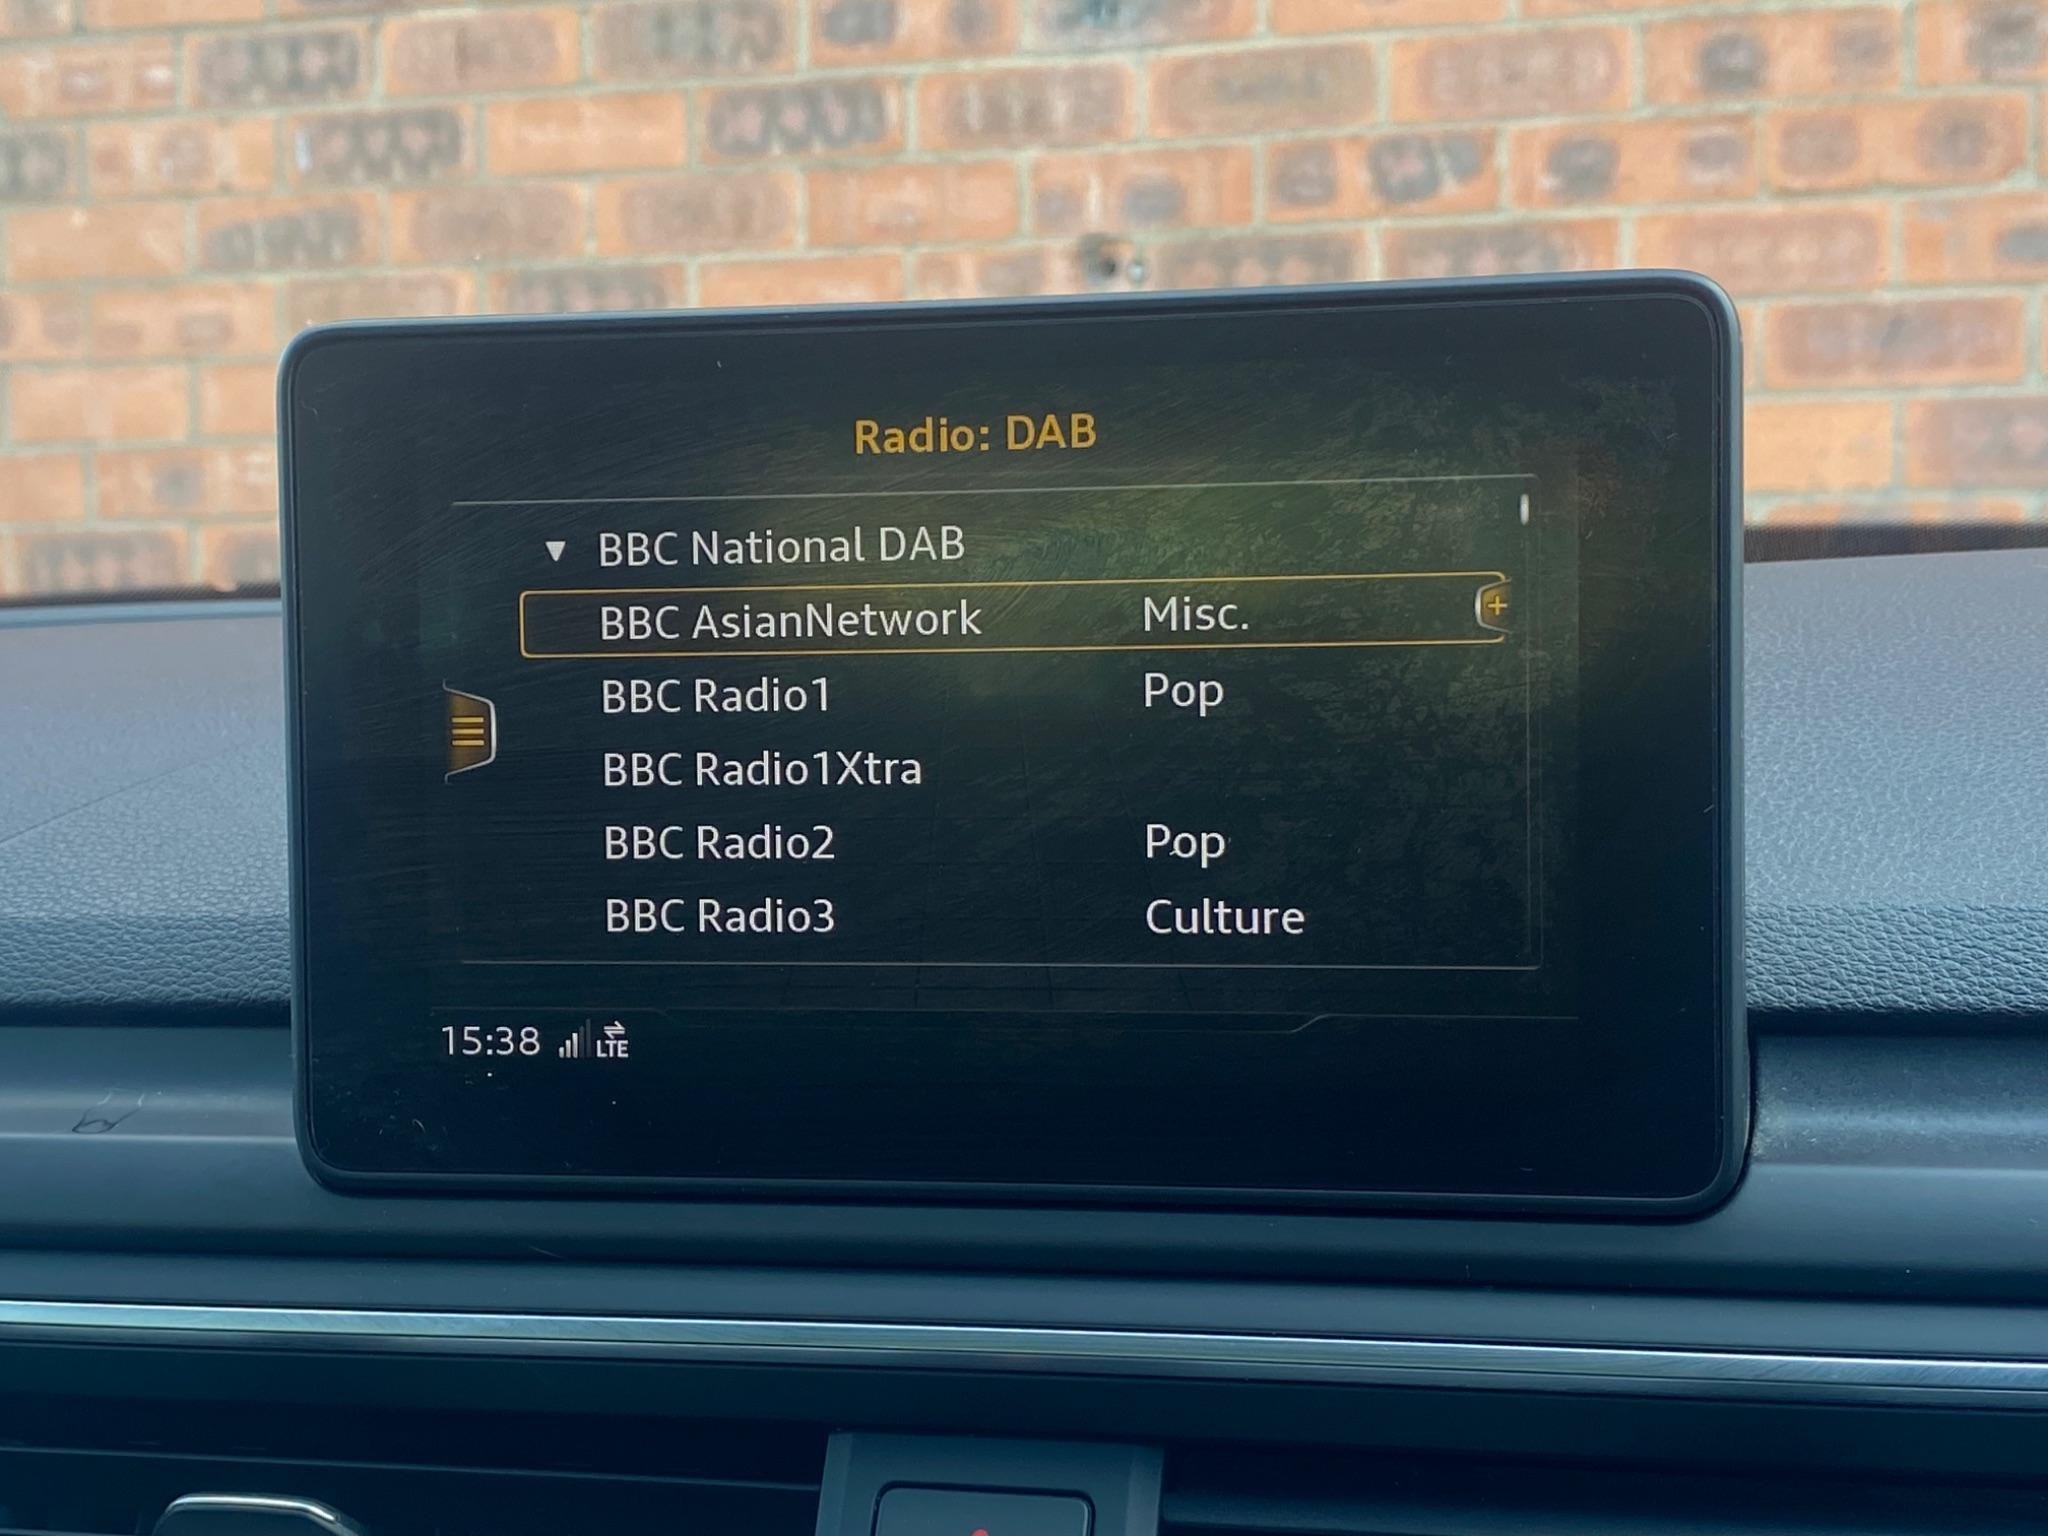 Radio: DAB
BBC National DAB
BBC AsianNetwork Misc.
BBC Radio1 Pop
BBC Radio1Xtra
BBC Radio2 Pop
BBC Radio3 Culture
15:38 LTE